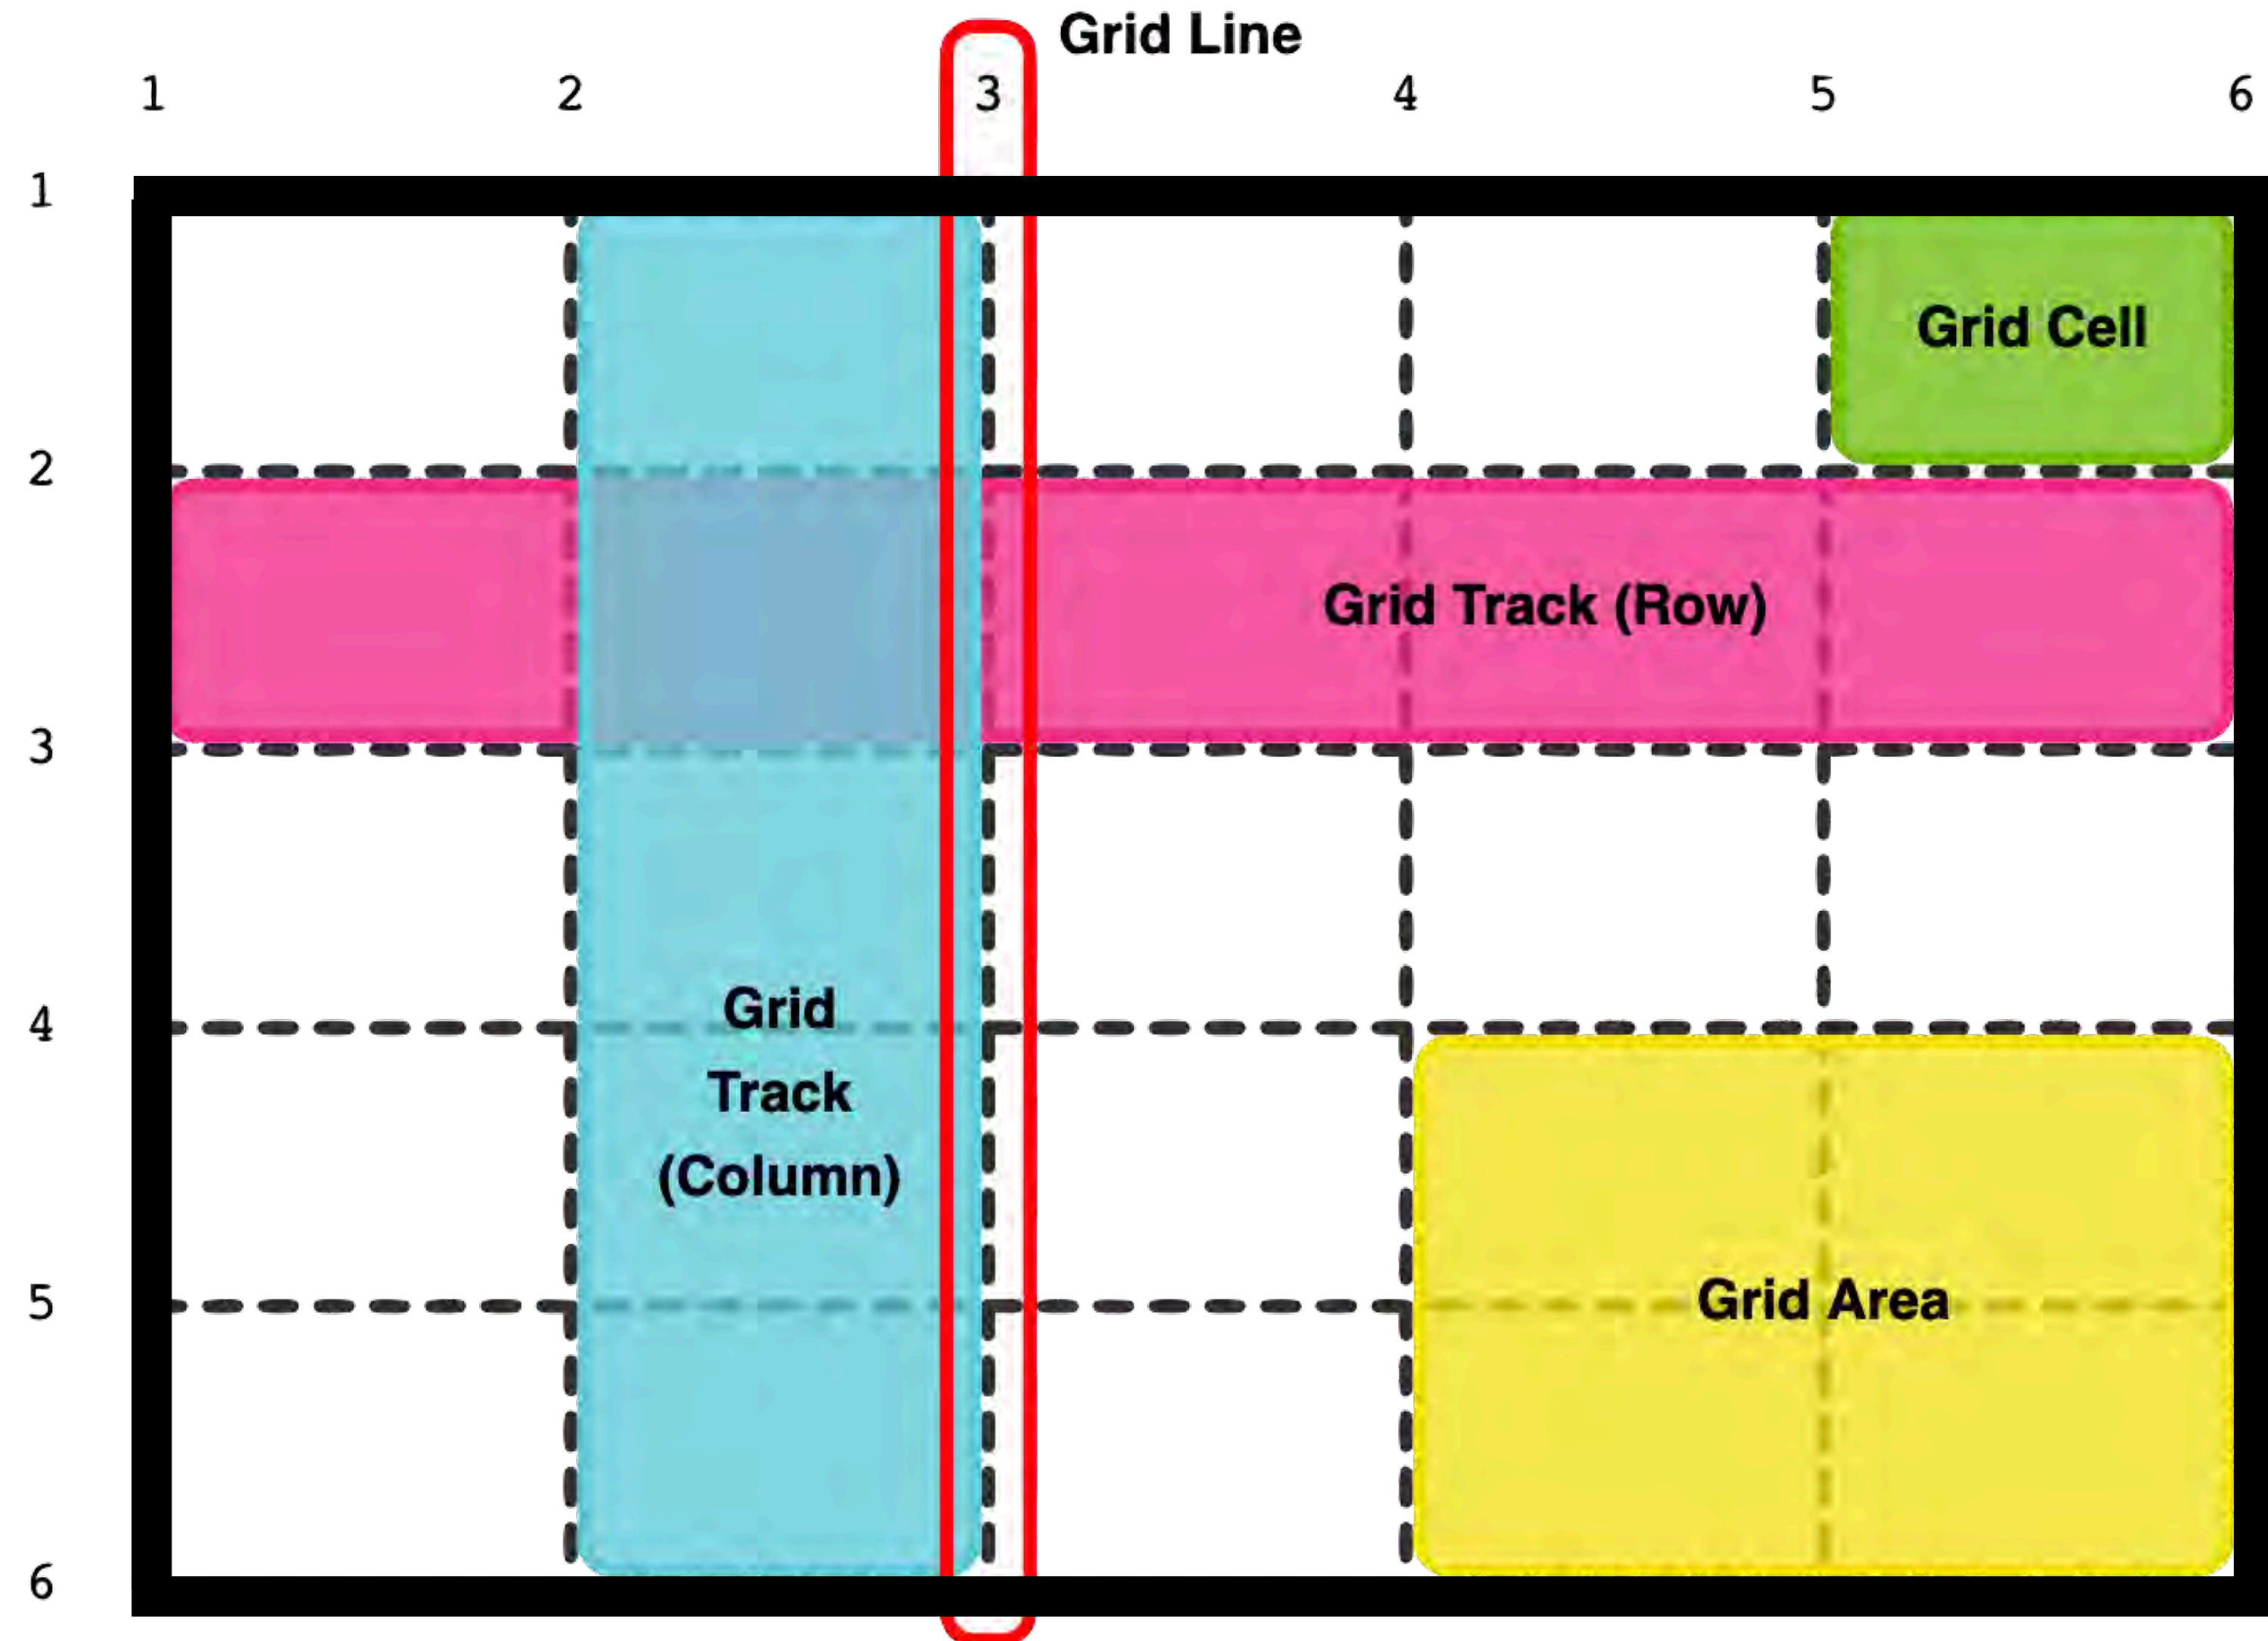 Grid Line
1 2 3 4 5 6
1
Grid Cell
2
Grid Track (Row)
3
4
Grid
Track
(Column)
5
Grid Area
6